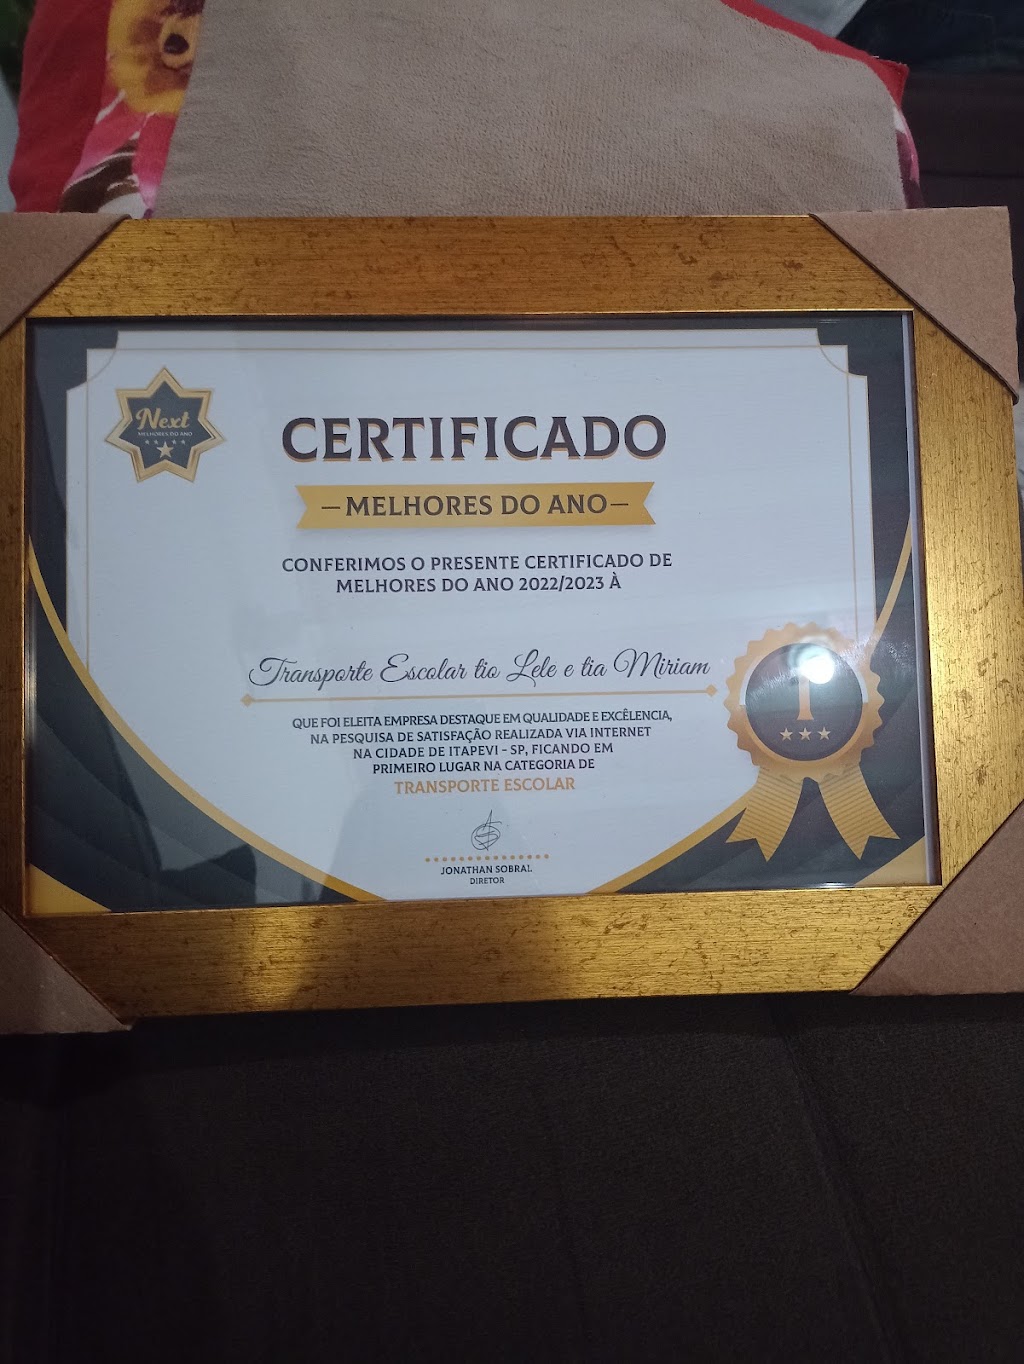 Next
MELHORES DO ANO
CERTIFICADO
– MELHORES DO ANO –
CONFERIMOS O PRESENTE CERTIFICADO DE
MELHORES DO ANO 2022/2023 À
Transporte Escolar tio Lele e tia Miriam
QUE FOI ELEITA EMPRESA DESTAQUE EM QUALIDADE E EXCÊLENCIA,
NA PESQUISA DE SATISFAÇÃO REALIZADA VIA INTERNET
NA CIDADE DE ITAPEVI - SP, FICANDO EM
PRIMEIRO LUGAR NA CATEGORIA DE
TRANSPORTE ESCOLAR
1
JONATHAN SOBRAL
DIRETOR